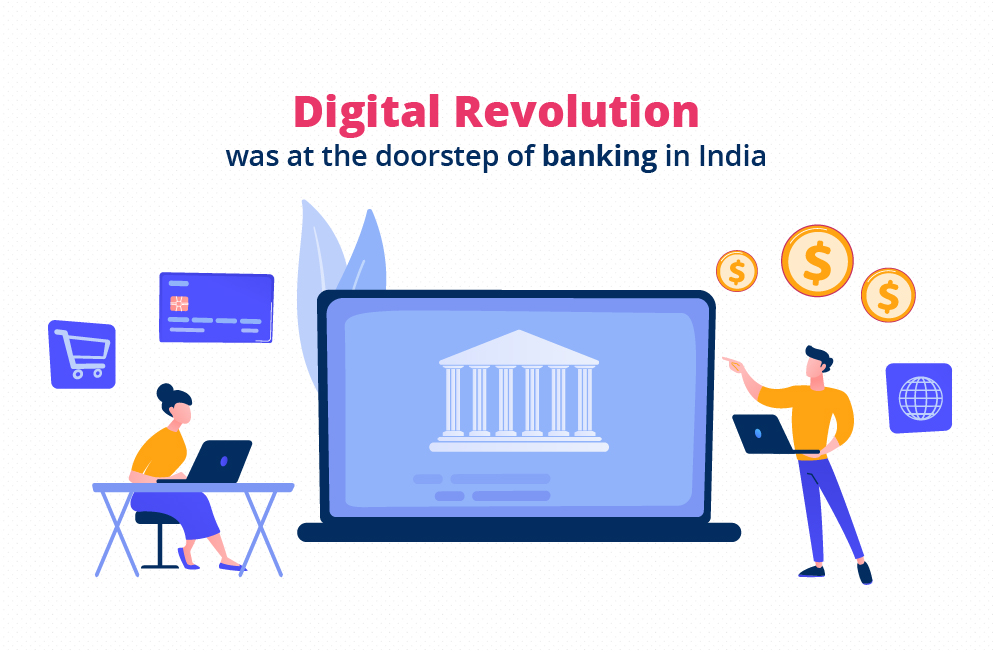 Digital Revolution
was at the doorstep of banking in India
$
$
$